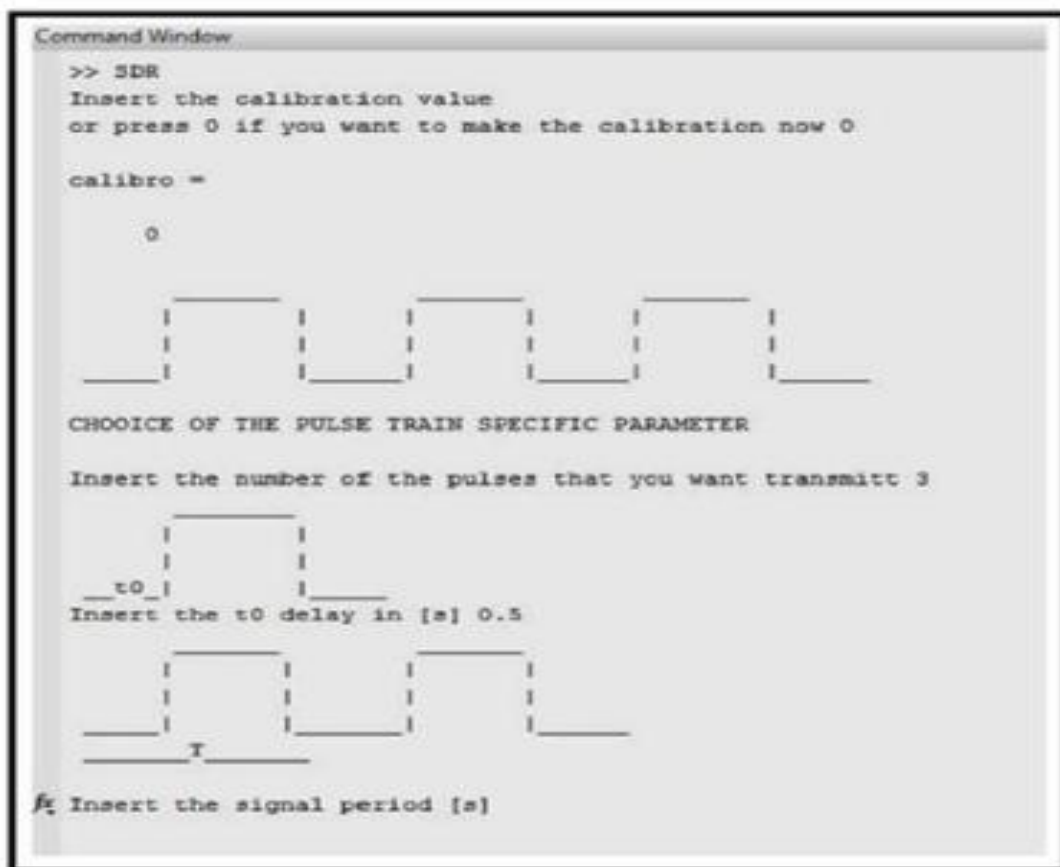 Command Window
>> SDR
Insert the calibration value
or press 0 if you want to make the calibration now 0
calibro =
0
CHOOICE OF THE PULSE TRAIN SPECIFIC PARAMETER
Insert the number of the pulses that you want transmitt 3
__t0_
Insert the t0 delay in [s] 0.5
T
fx Insert the signal period [s]